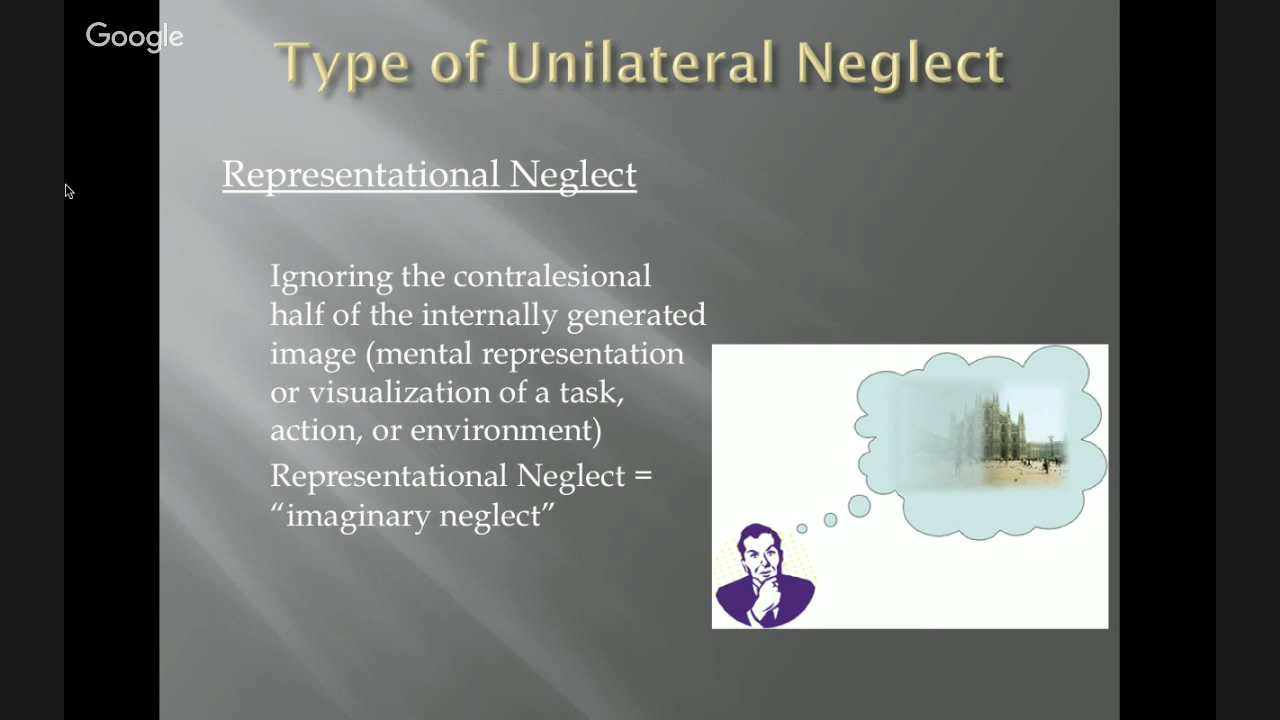 Google
Type of Unilateral Neglect
Representational Neglect
Ignoring the contralesional
half of the internally generated
image (mental representation
or visualization of a task,
action, or environment)
Representational Neglect =
“imaginary neglect”